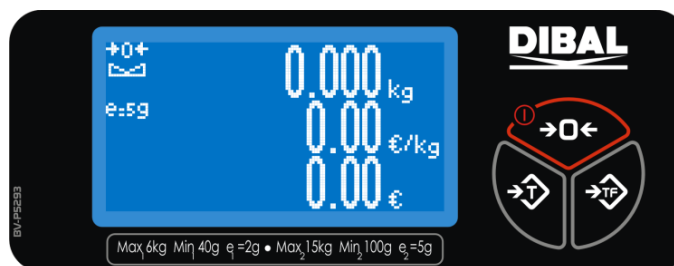 →0←
e=5g
0.000 kg
0.00 €/kg
0.00 €
DIBAL
→0←
→T
→TF
BV-P5293
Max₁ 6kg Min₁ 40g e₁=2g • Max₂ 15kg Min₂ 100g e₂=5g